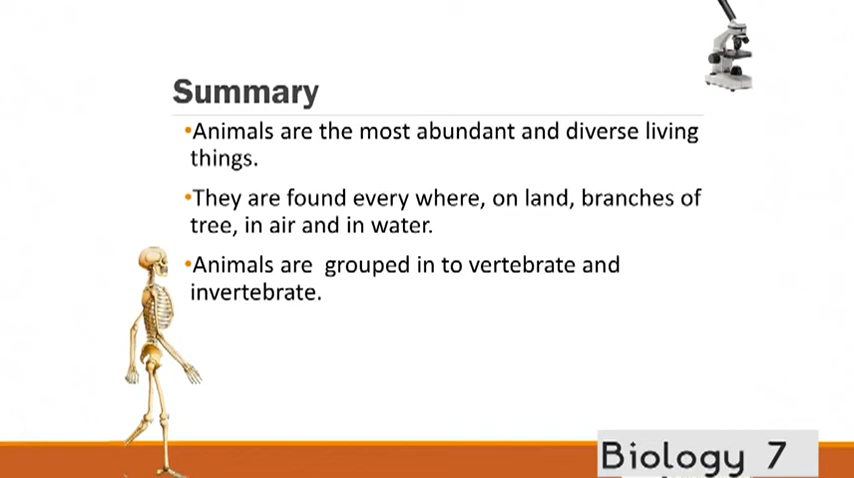 Summary
•Animals are the most abundant and diverse living
things.
•They are found every where, on land, branches of
tree, in air and in water.
•Animals are  grouped in to vertebrate and
invertebrate.
Biology 7